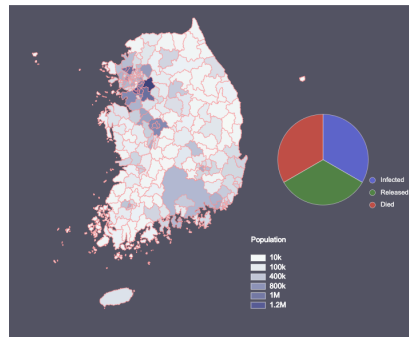 Infected
Released
Died
Population
10k
100k
400k
800k
1M
1.2M